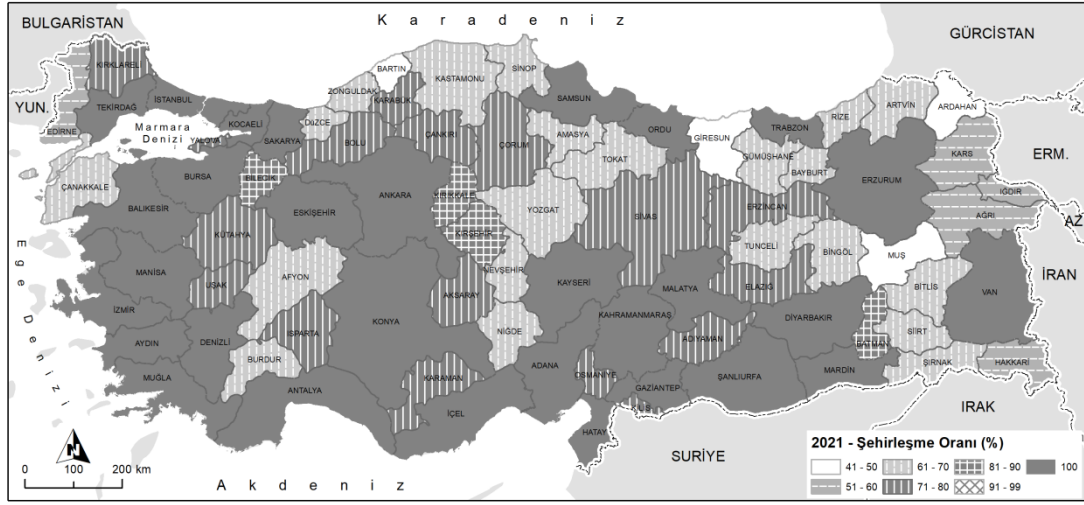 BULGARİSTAN
Karadeniz
GÜRCİSTAN
YUN.
ERM.
AZ
İRAN
IRAK
SURİYE
Akdeniz
Ege Denizi
Marmara
Denizi
KIRKLARELİ
EDİRNE
TEKİRDAĞ
İSTANBUL
KOCAELİ
YALOVA
SAKARYA
DÜZCE
ZONGULDAK
BARTIN
KARABÜK
KASTAMONU
SİNOP
BOLU
ÇANKIRI
ÇORUM
SAMSUN
AMASYA
TOKAT
ORDU
GİRESUN
TRABZON
GÜMÜŞHANE
BAYBURT
RİZE
ARTVİN
ARDAHAN
KARS
IĞDIR
AĞRI
ERZURUM
ERZİNCAN
ÇANAKKALE
BURSA
BİLECİK
BALIKESİR
KÜTAHYA
ESKİŞEHİR
ANKARA
KIRIKKALE
KIRŞEHİR
YOZGAT
SİVAS
TUNCELİ
BİNGÖL
MUŞ
BİTLİS
VAN
MANİSA
UŞAK
AFYON
NEVŞEHİR
KAYSERİ
MALATYA
ELAZIĞ
İZMİR
AKSARAY
KONYA
NİĞDE
KAHRAMANMARAŞ
DİYARBAKIR
BATMAN
SİİRT
ŞIRNAK
HAKKARİ
AYDIN
DENİZLİ
ISPARTA
BURDUR
ADIYAMAN
MARDİN
MUĞLA
ANTALYA
KARAMAN
İÇEL
ADANA
OSMANİYE
GAZİANTEP
ŞANLIURFA
KİLİS
HATAY
N
0 100 200 km
2021 - Şehirleşme Oranı (%)
41 - 50 61 - 70 81 - 90 100
51 - 60 71 - 80 91 - 99